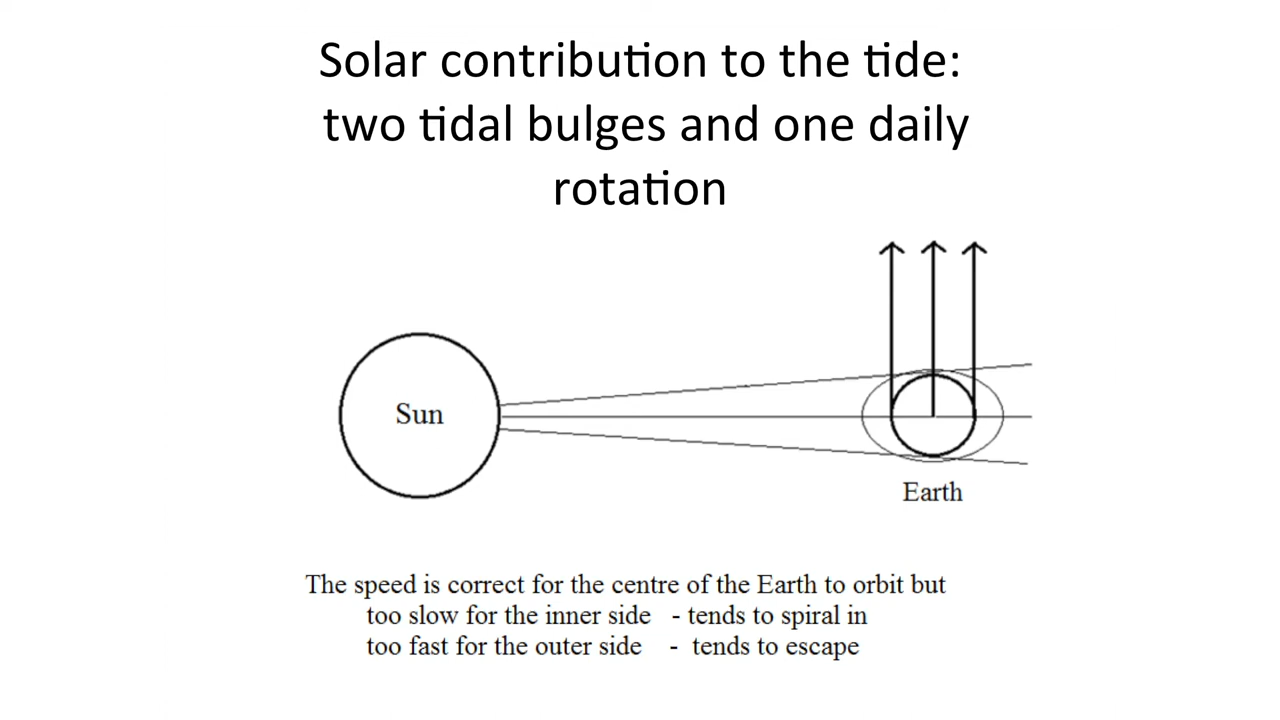 Solar contribution to the tide:
two tidal bulges and one daily
rotation
Sun
Earth
The speed is correct for the centre of the Earth to orbit but
too slow for the inner side - tends to spiral in
too fast for the outer side - tends to escape